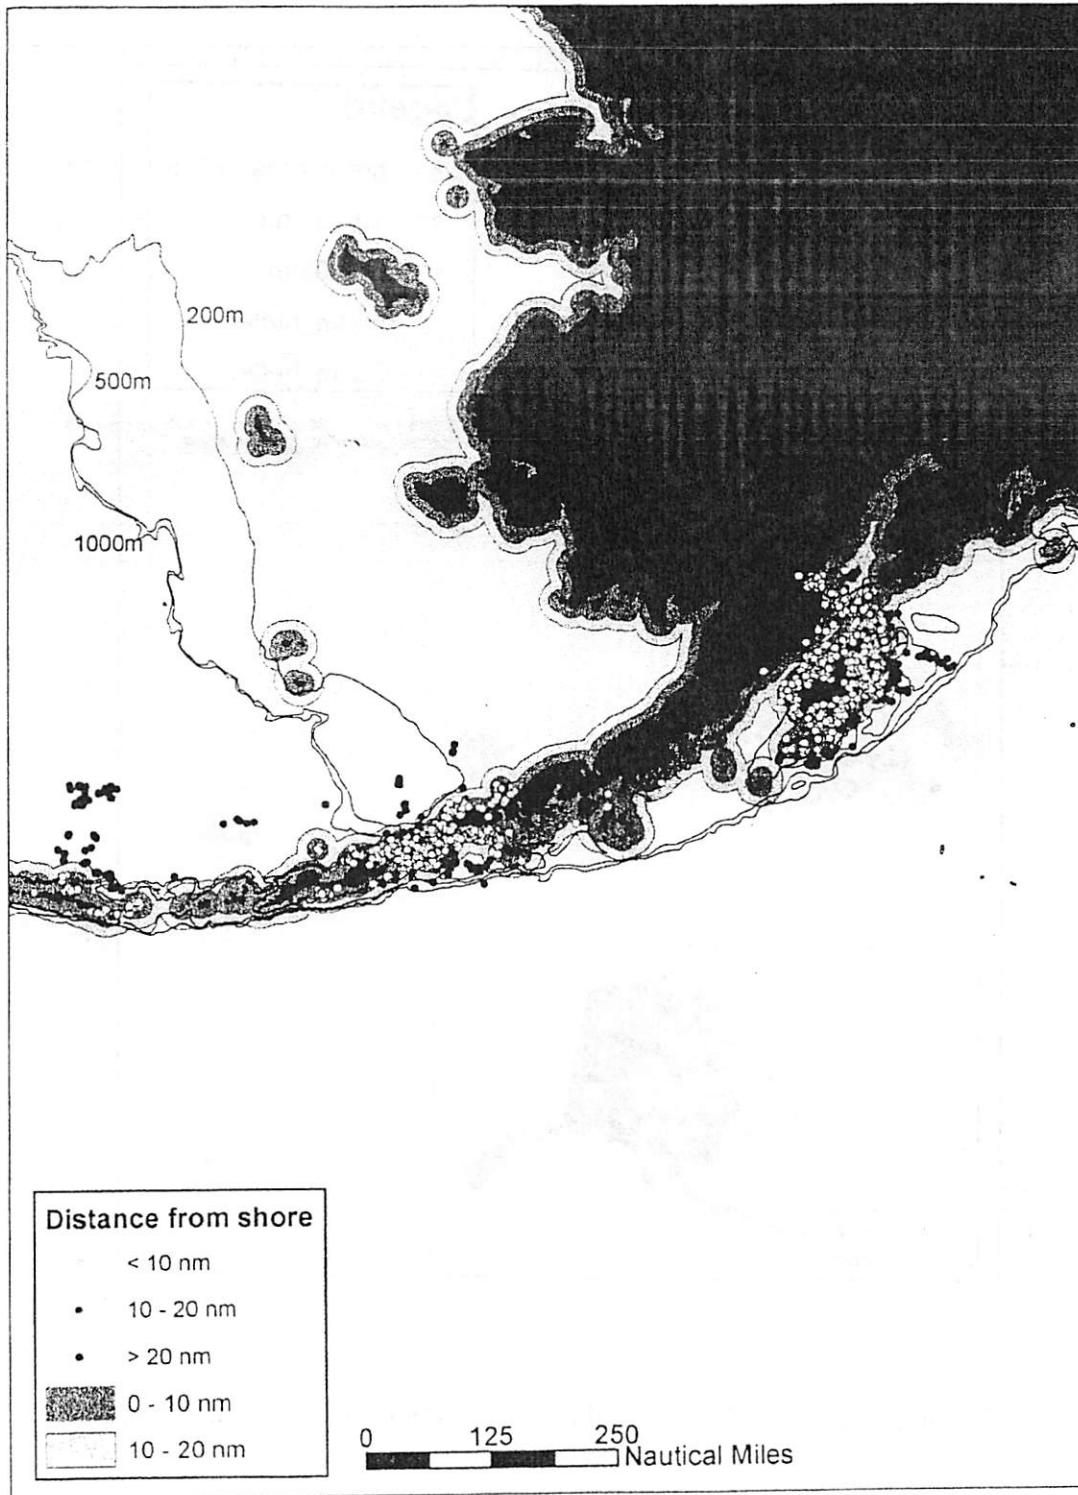 200m
500m
1000m
Distance from shore
< 10 nm
10 - 20 nm
> 20 nm
0 - 10 nm
10 - 20 nm
0 125 250
Nautical Miles